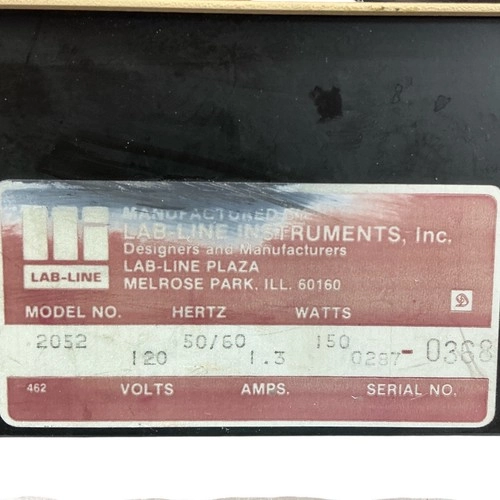 MANUFACTURED BY
LAB-LINE INSTRUMENTS, Inc.
Designers and Manufacturers
LAB-LINE PLAZA
MELROSE PARK, ILL. 60160
LAB-LINE
MODEL NO. HERTZ WATTS
2052 50/60 150
120 1.3 0287-0368
462 VOLTS AMPS. SERIAL NO.